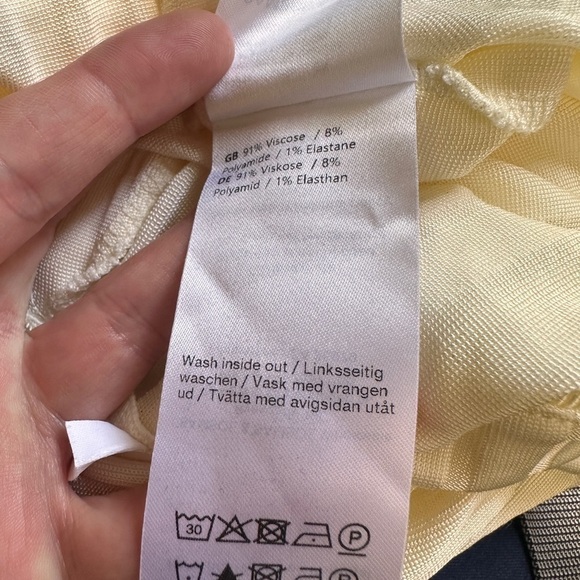 GB 91% Viscose / 8%
Polyamide / 1% Elastane
DE 91% Viskose / 8%
Polyamid / 1% Elasthan
Wash inside out / Linksseitig
waschen / Vask med vrangen
ud / Tvätta med avigsidan utåt
30 P